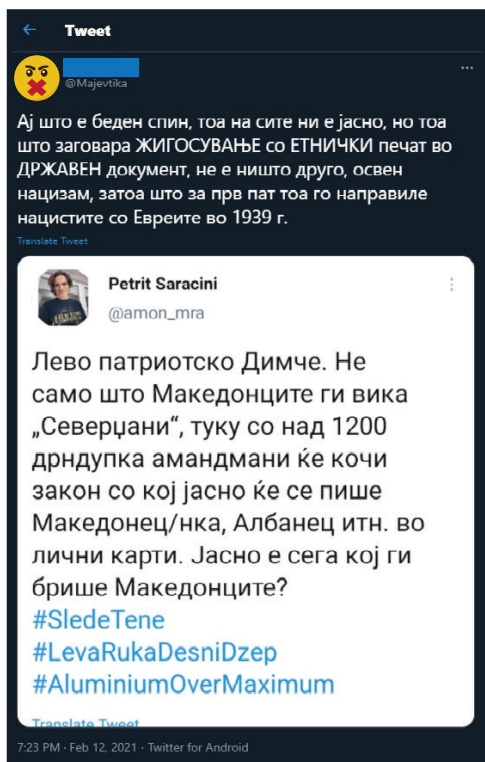 Tweet
@Majevtika
Ај што е беден спин, тоа на сите ни е јасно, но тоа
што заговара ЖИГОСУВАЊЕ со ЕТНИЧКИ печат во
ДРЖАВЕН документ, не е ништо друго, освен
нацизам, затоа што за прв пат тоа го направиле
нацистите со Евреите во 1939 г.
Translate Tweet
Petrit Saracini
@amon_mra
Лево патриотско Димче. Не
само што Македонците ги вика
„Северџани“, туку со над 1200
дрндупка амандмани ќе кочи
закон со кој јасно ќе се пише
Македонец/нка, Албанец итн. во
лични карти. Јасно е сега кој ги
брише Македонците?
#SledeTene
#LevaRukaDesniDzep
#AluminiumOverMaximum
Translate Tweet
7:23 PM · Feb 12, 2021 · Twitter for Android